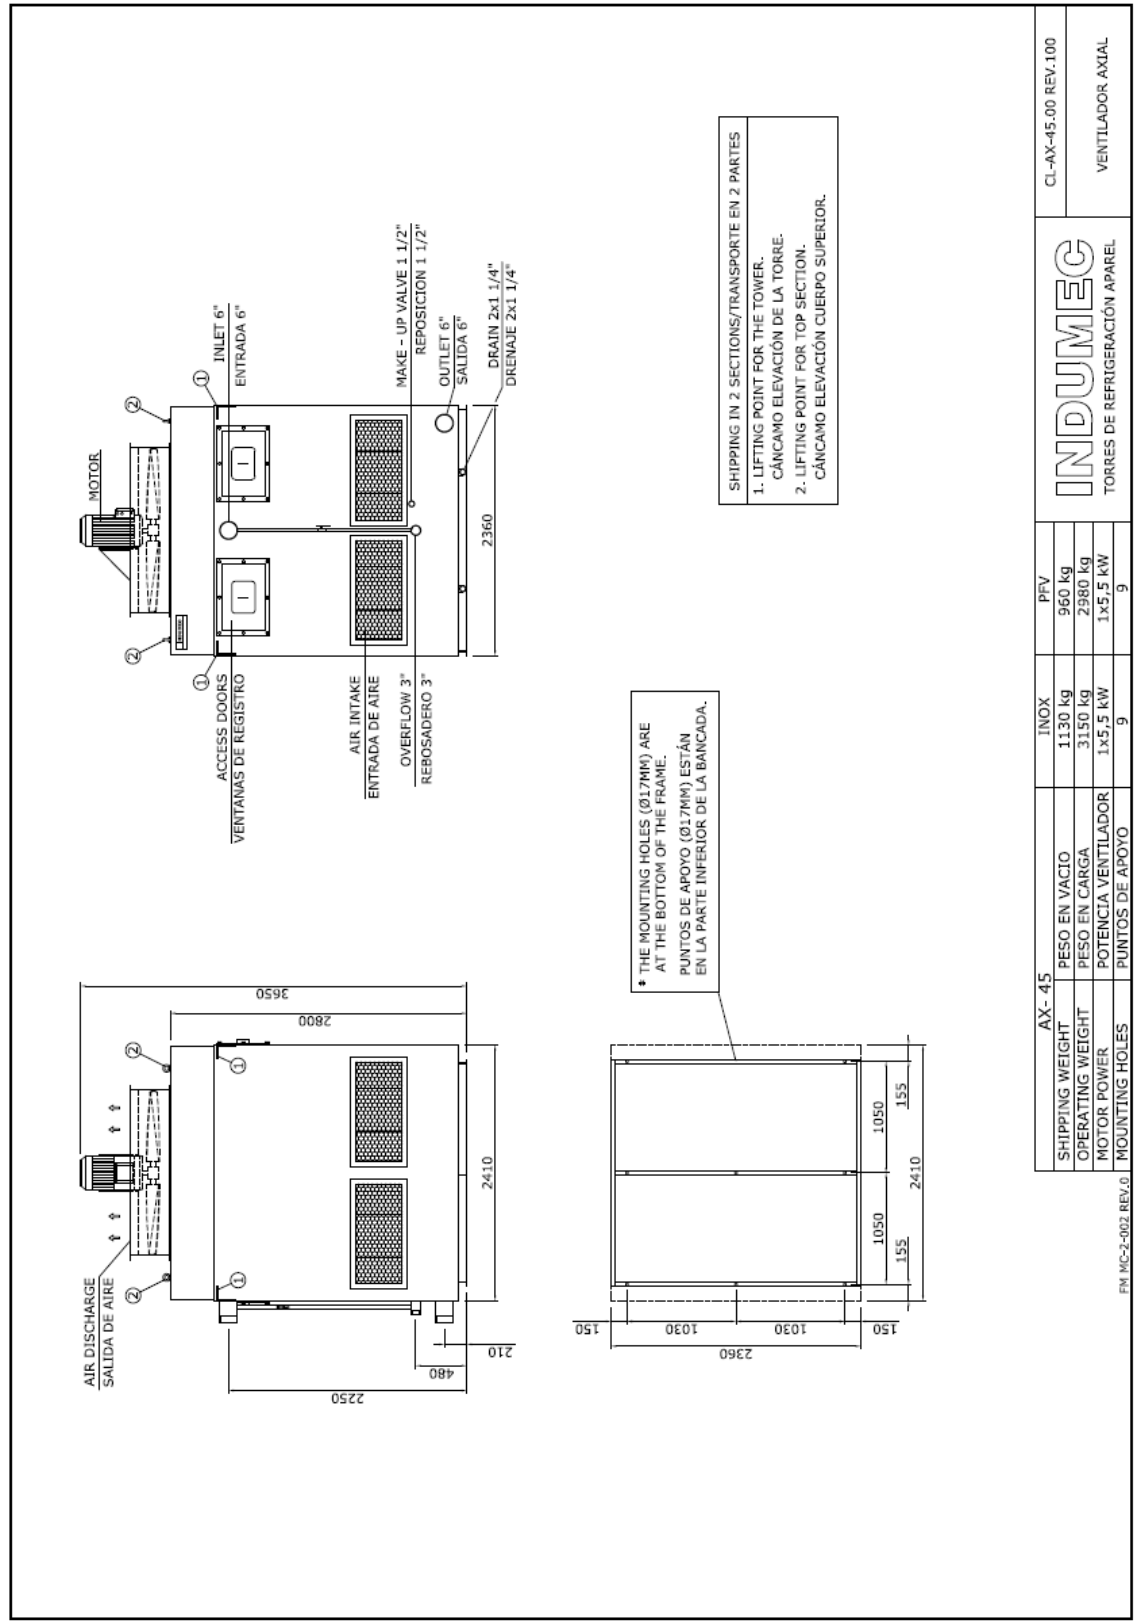 AIR DISCHARGE
SALIDA DE AIRE
2
2
1
1
3650
2800
2250
480
210
2410
MOTOR
2
2
1
1
INLET 6"
ENTRADA 6"
ACCESS DOORS
VENTANAS DE REGISTRO
AIR INTAKE
ENTRADA DE AIRE
OVERFLOW 3"
REBOSADERO 3"
MAKE - UP VALVE 1 1/2"
REPOSICION 1 1/2"
OUTLET 6"
SALIDA 6"
DRAIN 2x1 1/4"
DRENAJE 2x1 1/4"
2360
150
1030
1030
150
2360
155
1050
1050
155
2410
* THE MOUNTING HOLES (Ø17MM) ARE
AT THE BOTTOM OF THE FRAME.
PUNTOS DE APOYO (Ø17MM) ESTÁN
EN LA PARTE INFERIOR DE LA BANCADA.
SHIPPING IN 2 SECTIONS/TRANSPORTE EN 2 PARTES
1. LIFTING POINT FOR THE TOWER.
CÁNCAMO ELEVACIÓN DE LA TORRE.
2. LIFTING POINT FOR TOP SECTION.
CÁNCAMO ELEVACIÓN CUERPO SUPERIOR.
AX- 45 INOX PFV
SHIPPING WEIGHT PESO EN VACIO 1130 kg 960 kg
OPERATING WEIGHT PESO EN CARGA 3150 kg 2980 kg
MOTOR POWER POTENCIA VENTILADOR 1x5,5 kW 1x5,5 kW
MOUNTING HOLES PUNTOS DE APOYO 9 9
INDUMEC
TORRES DE REFRIGERACIÓN APAREL
CL-AX-45.00 REV.100
VENTILADOR AXIAL
FM MC-2-002 REV.0